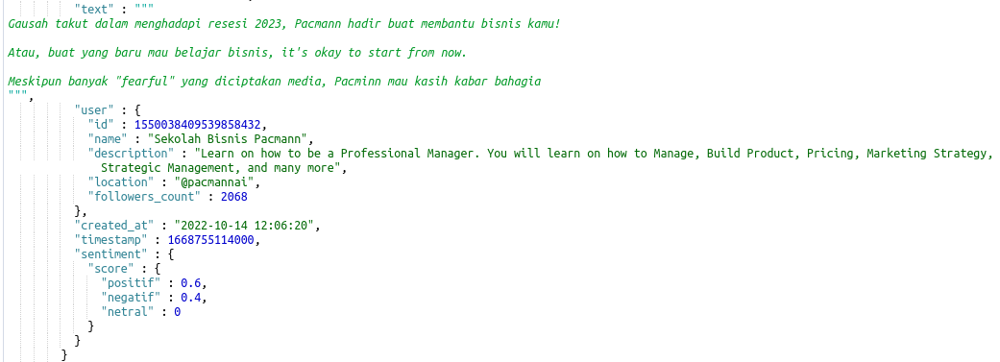 "text" : """
Gausah takut dalam menghadapi resesi 2023, Pacmann hadir buat membantu bisnis kamu!
Atau, buat yang baru mau belajar bisnis, it's okay to start from now.
Meskipun banyak "fearful" yang diciptakan media, Pacminn mau kasih kabar bahagia
""",
"user" : {
"id" : 1550038409539858432,
"name" : "Sekolah Bisnis Pacmann",
"description" : "Learn on how to be a Professional Manager. You will learn on how to Manage, Build Product, Pricing, Marketing Strategy,
Strategic Management, and many more",
"location" : "@pacmannai",
"followers_count" : 2068
},
"created_at" : "2022-10-14 12:06:20",
"timestamp" : 1668755114000,
"sentiment" : {
"score" : {
"positif" : 0.6,
"negatif" : 0.4,
"netral" : 0
}
}
}